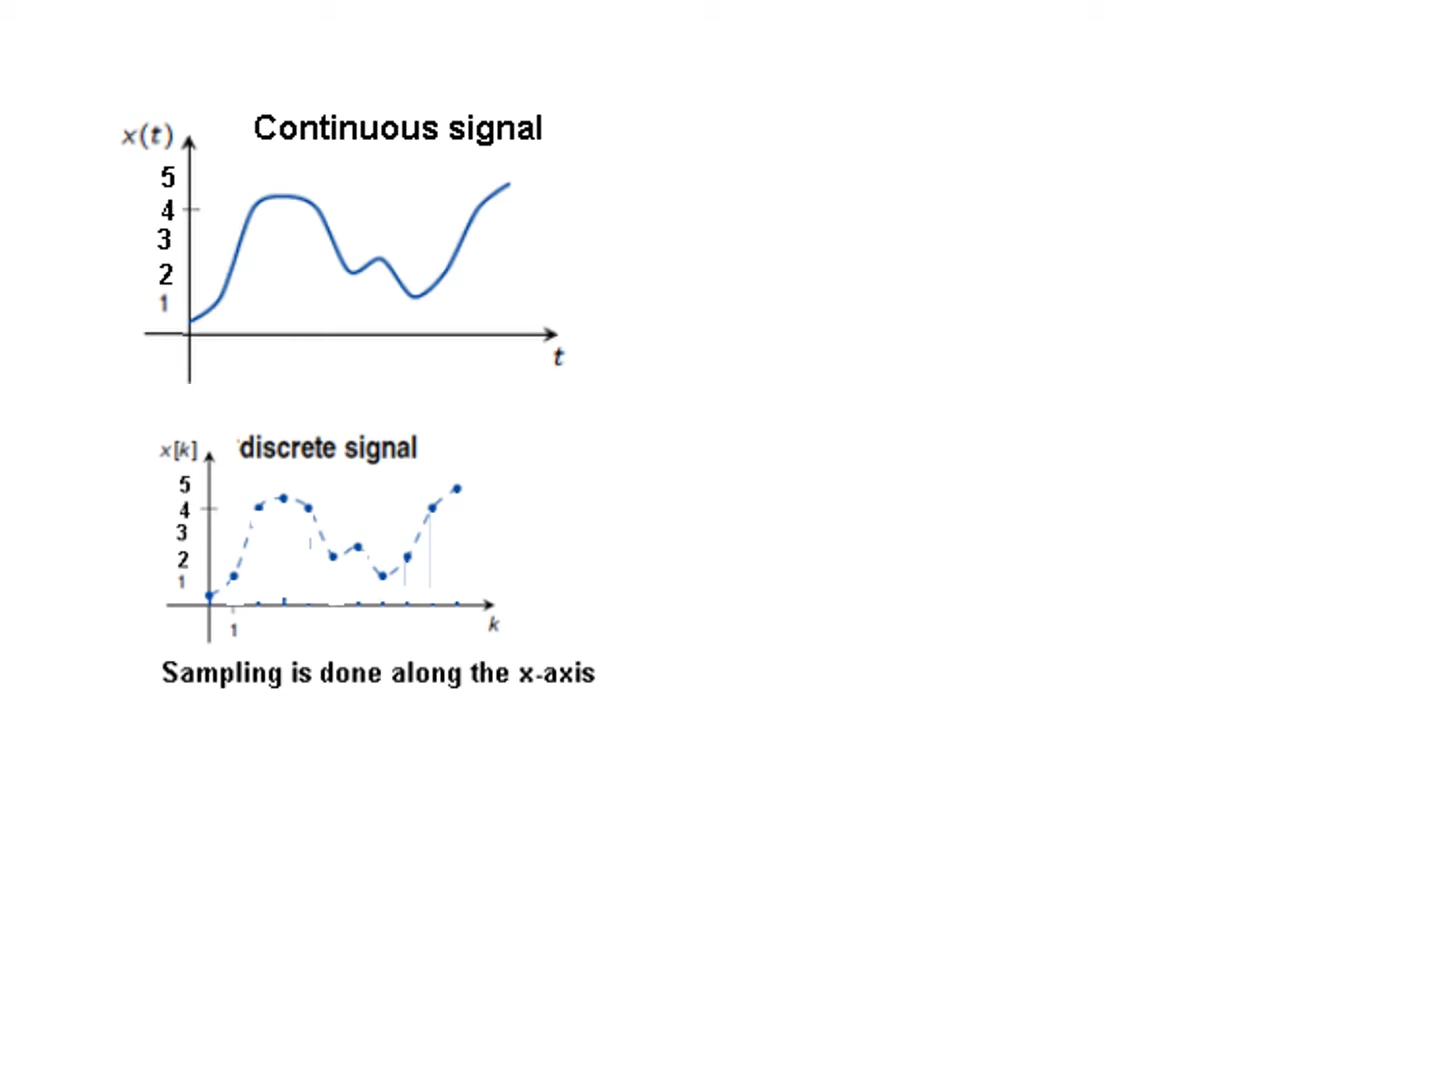 Continuous signal
x(t)
5
4
3
2
1
t
discrete signal
x[k]
5
4
3
2
1
1
k
Sampling is done along the x-axis